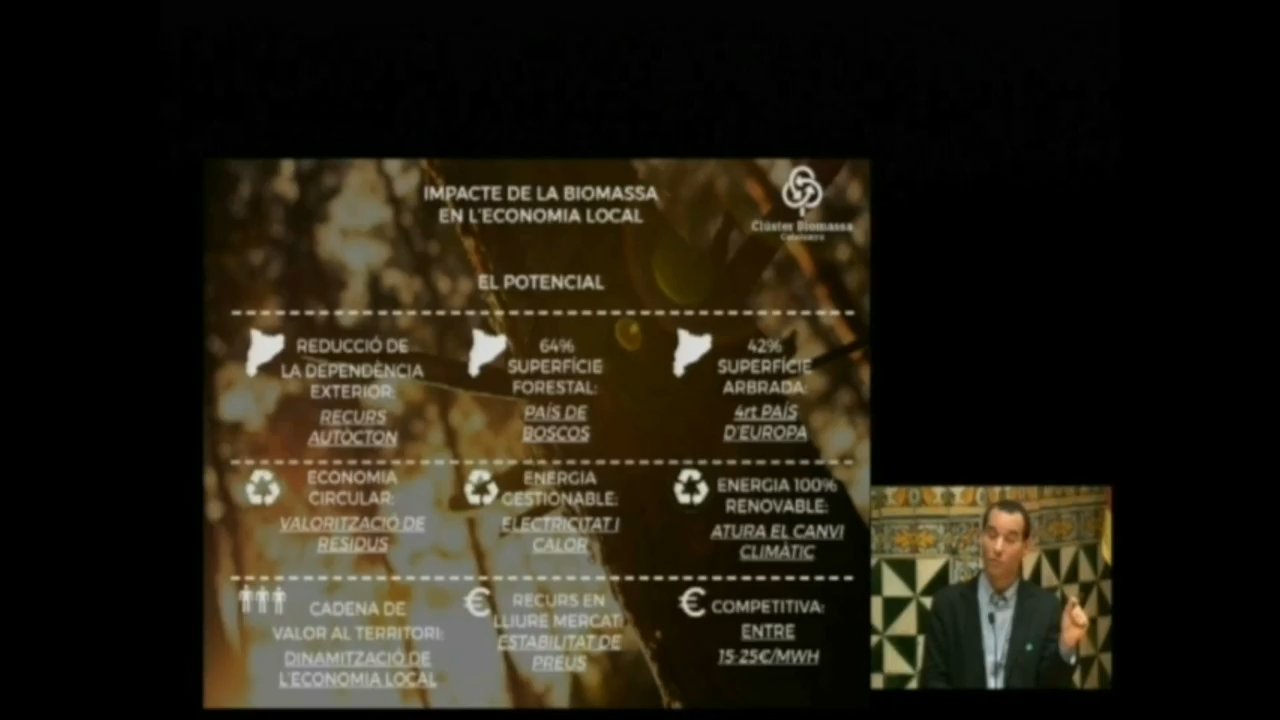 IMPACTE DE LA BIOMASSA
EN L'ECONOMIA LOCAL
Clúster Biomassa
Catalunya
EL POTENCIAL
REDUCCIÓ DE
LA DEPENDÈNCIA
EXTERIOR:
RECURS
AUTÒCTON
64%
SUPERFÍCIE
FORESTAL:
PAÍS DE
BOSCOS
42%
SUPERFÍCIE
ARBRADA:
4rt PAÍS
D'EUROPA
ECONOMIA
CIRCULAR:
VALORITZACIÓ DE
RESIDUS
ENERGIA
GESTIONABLE:
ELECTRICITAT I
CALOR
ENERGIA 100%
RENOVABLE:
ATURA EL CANVI
CLIMÀTIC
CADENA DE
VALOR AL TERRITORI:
DINAMITZACIÓ DE
L'ECONOMIA LOCAL
€
RECURS EN
LLIURE MERCAT:
ESTABILITAT DE
PREUS
€
COMPETITIVA:
ENTRE
15-25€/MWH